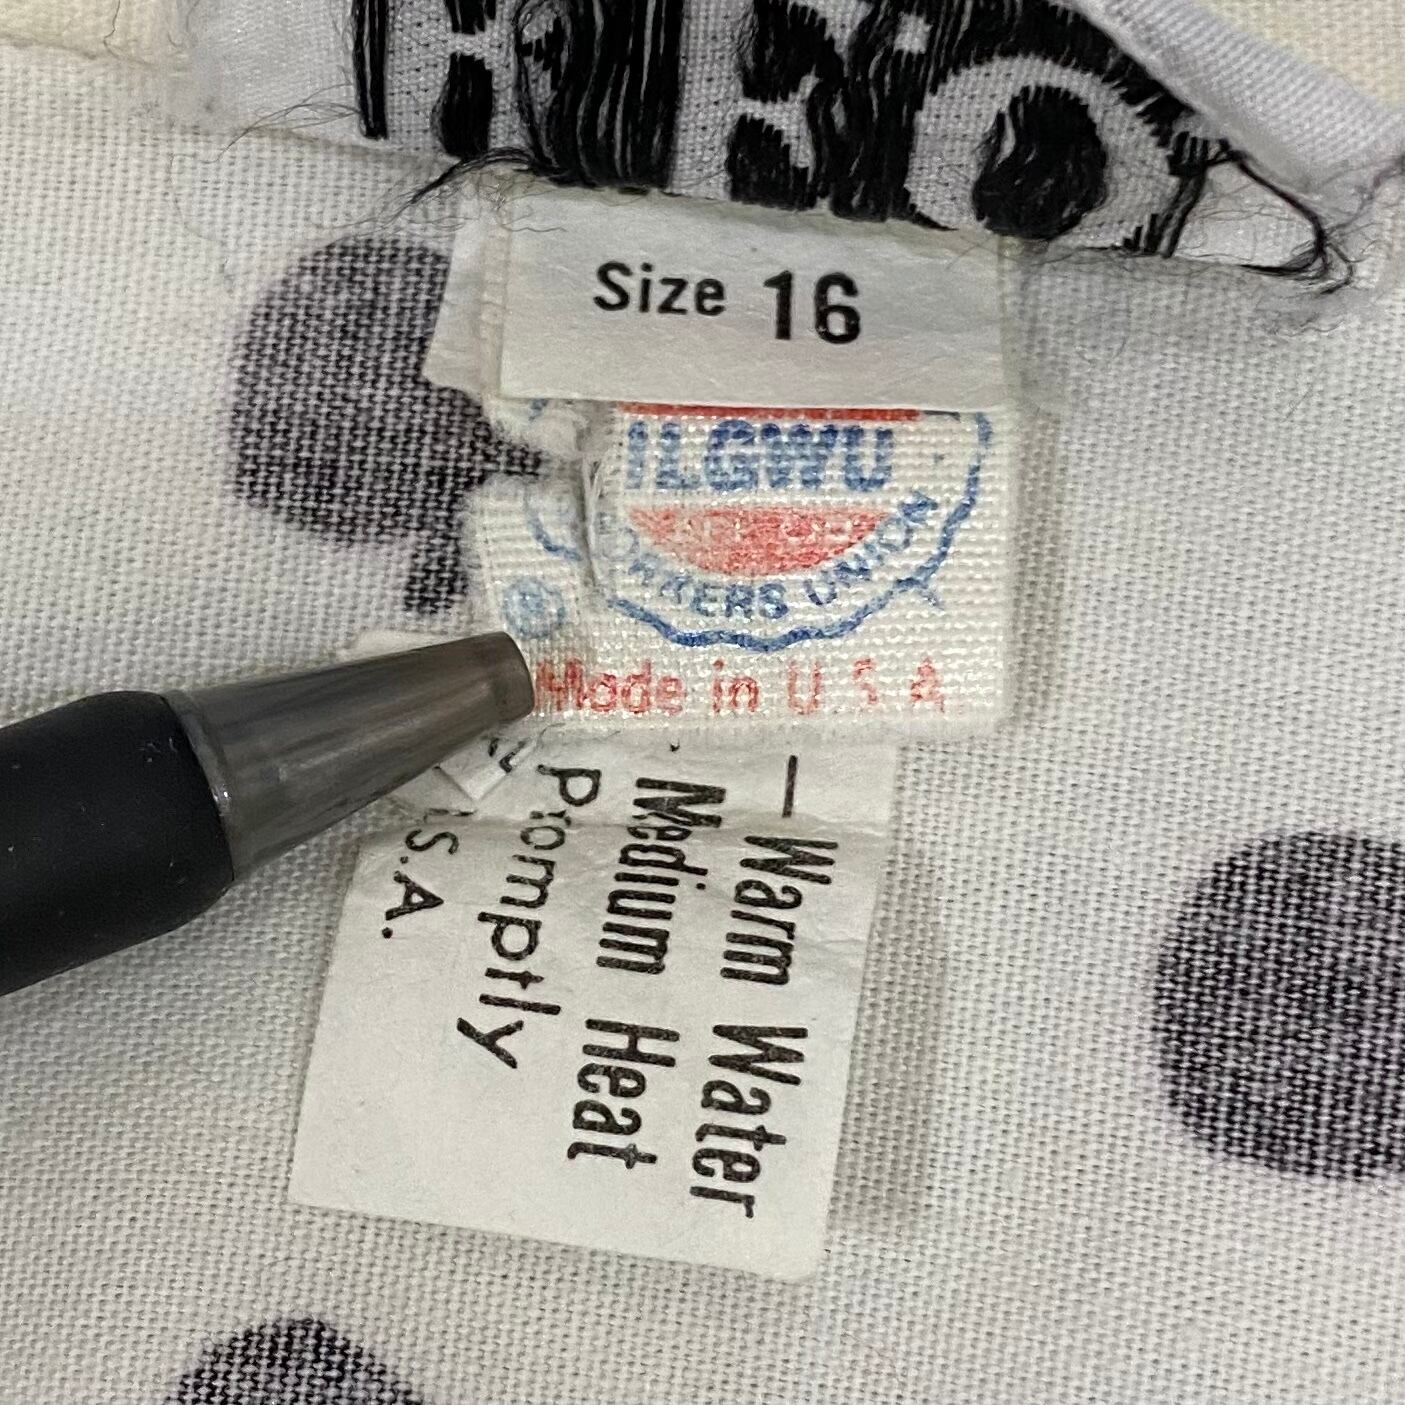 Size 16
ILGWU
WORKERS UNION
®
Made in U.S.A
— Warm Water
Medium Heat
Promptly
.S.A.